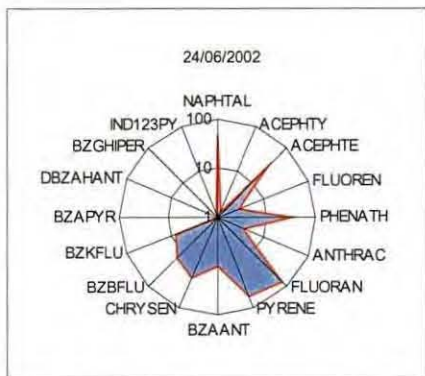 24/06/2002
NAPHTAL
IND123PY
100
ACEPHTY
BZGHIPER
ACEPHTE
10
DBZAHANT
FLUOREN
BZAPYR
1
PHENATH
BZKFLU
ANTHRAC
BZBFLU
FLUORAN
CHRYSEN
PYRENE
BZAANT